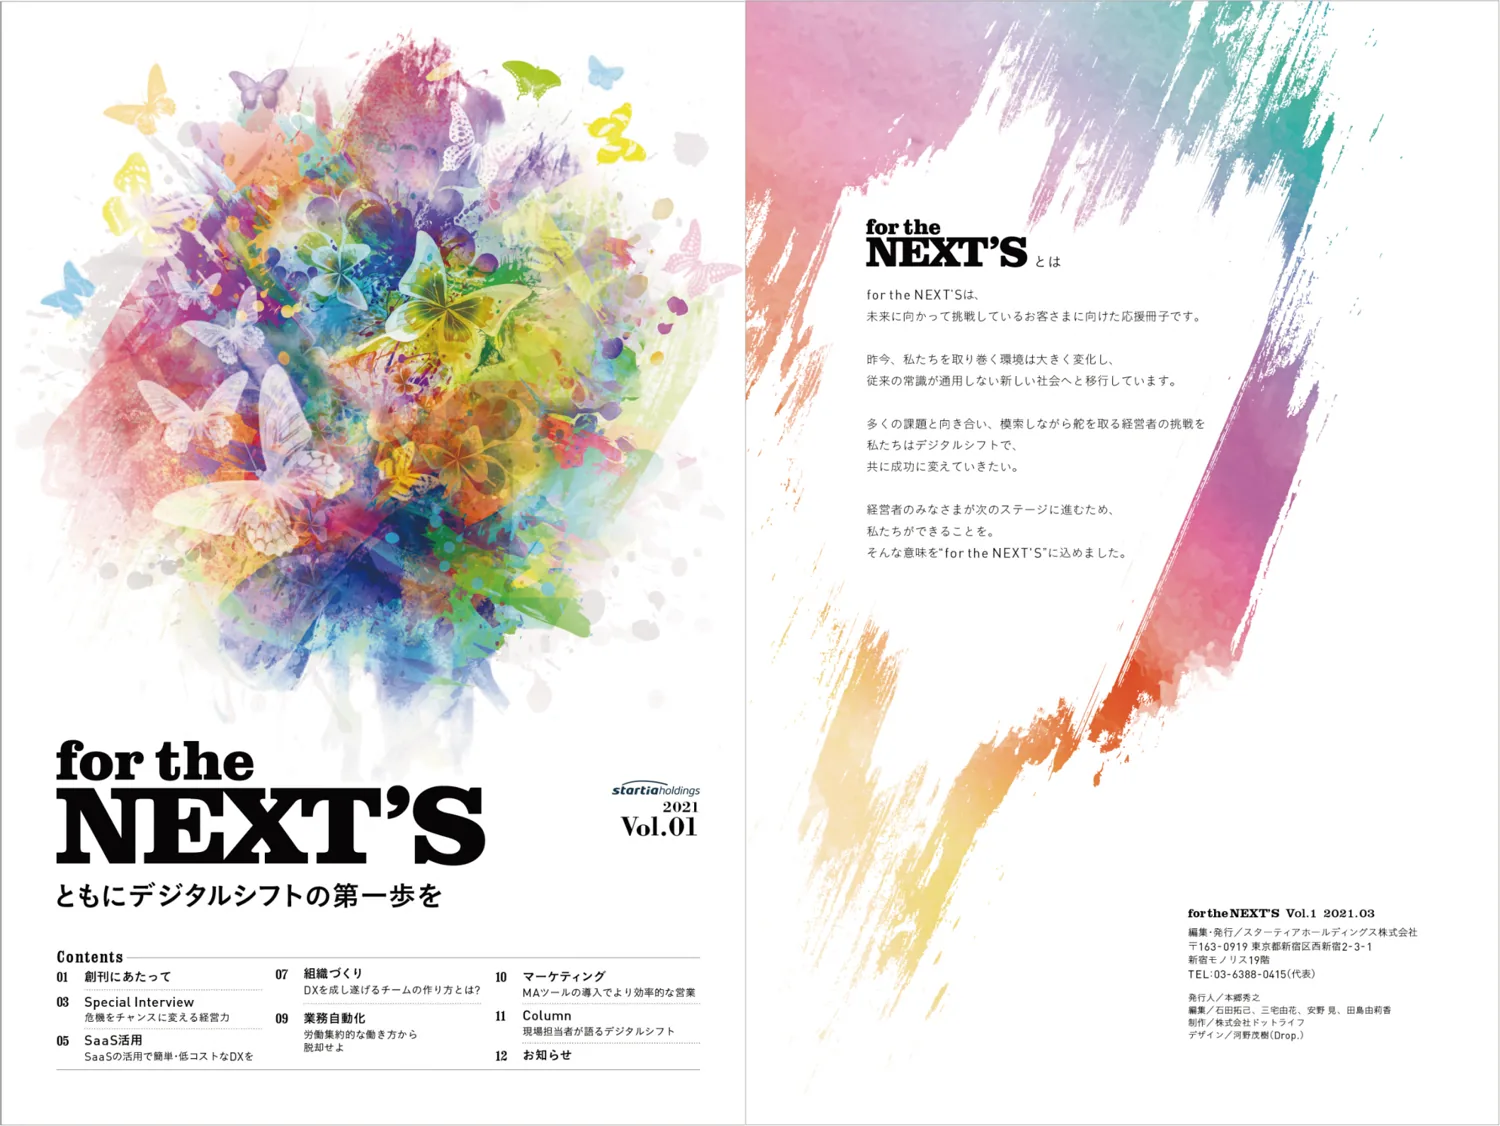 for the
NEXT'S
ともにデジタルシフトの第一歩を
startiaholdings
2021
Vol.01
Contents
01 創刊にあたって
03 Special Interview
危機をチャンスに変える経営力
05 SaaS活用
SaaSの活用で簡単・低コストなDXを
07 組織づくり
DXを成し遂げるチームの作り方とは?
09 業務自動化
労働集約的な働き方から
脱却せよ
10 マーケティング
MAツールの導入でより効率的な営業
11 Column
現場担当者が語るデジタルシフト
12 お知らせ
for the
NEXT'S とは
for the NEXT'Sは、
未来に向かって挑戦しているお客さまに向けた応援冊子です。
昨今、私たちを取り巻く環境は大きく変化し、
従来の常識が通用しない新しい社会へと移行しています。
多くの課題と向き合い、模索しながら舵を取る経営者の挑戦を
私たちはデジタルシフトで、
共に成功に変えていきたい。
経営者のみなさまが次のステージに進むため、
私たちができることを。
そんな意味を"for the NEXT'S"に込めました。
for the NEXT'S Vol.1 2021.03
編集・発行／スターティアホールディングス株式会社
〒163-0919 東京都新宿区西新宿2-3-1
新宿モノリス19階
TEL:03-6388-0415(代表)
発行人／本郷秀之
編集／石田拓己、三宅由花、安野 晃、田島由莉香
制作／株式会社ドットライフ
デザイン／河野茂樹(Drop.)